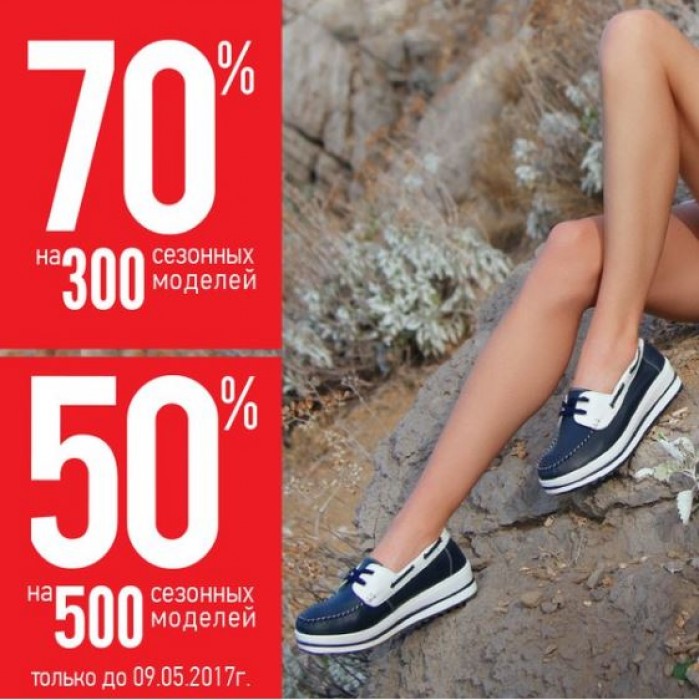 70%
на 300 сезонных
моделей
50%
на 500 сезонных
моделей
только до 09.05.2017г.